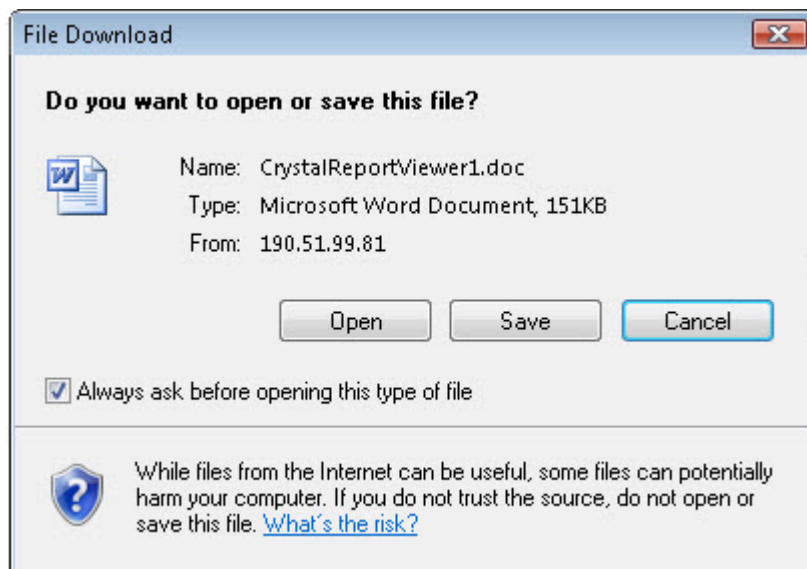 File Download
Do you want to open or save this file?
Name: CrystalReportViewer1.doc
Type: Microsoft Word Document, 151KB
From: 190.51.99.81
Open Save Cancel
Always ask before opening this type of file
While files from the Internet can be useful, some files can potentially
harm your computer. If you do not trust the source, do not open or
save this file. What´s the risk?